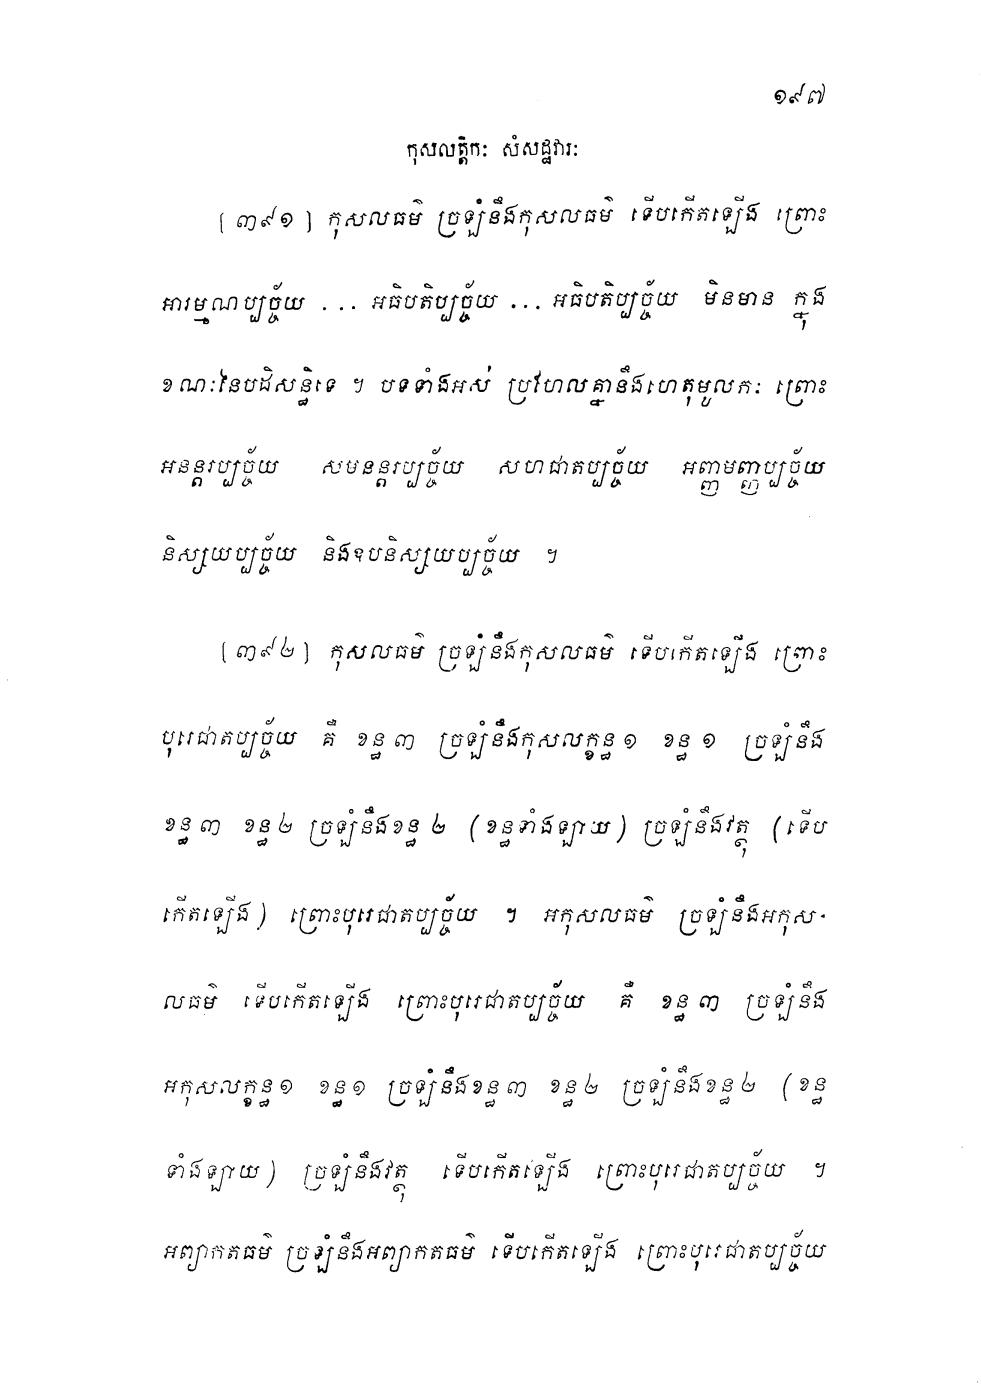 ១៩៧
កុសលត្តិកៈ សំសដ្ឋវារៈ
[៣៩១] កុសលធម៌ ច្រឡំនឹងកុសលធម៌ ទើបកើតឡើង ព្រោះ
អារម្មណប្បច្ច័យ ... អធិបតិប្បច្ច័យ ... អធិបតិប្បច្ច័យ មិនមាន ក្នុង
ខណៈនៃបដិសន្ធិទេ ។ បទទាំងអស់ ប្រហែលគ្នានឹងហេតុមូលកៈ ព្រោះ
អនន្តរប្បច្ច័យ សមនន្តរប្បច្ច័យ សហជាតប្បច្ច័យ អញ្ញមញ្ញប្បច្ច័យ
និស្សយប្បច្ច័យ និងឧបនិស្សយប្បច្ច័យ ។
[៣៩២] កុសលធម៌ ច្រឡំនឹងកុសលធម៌ ទើបកើតឡើង ព្រោះ
បុរេជាតប្បច្ច័យ គឺ ខន្ធ ៣ ច្រឡំនឹងកុសលក្ខន្ធ ១ ខន្ធ ១ ច្រឡំនឹង
ខន្ធ ៣ ខន្ធ ២ ច្រឡំនឹងខន្ធ ២ (ខន្ធទាំងឡាយ) ច្រឡំនឹងវត្ថុ (ទើប
កើតឡើង) ព្រោះបុរេជាតប្បច្ច័យ ។ អកុសលធម៌ ច្រឡំនឹងអកុស-
លធម៌ ទើបកើតឡើង ព្រោះបុរេជាតប្បច្ច័យ គឺ ខន្ធ ៣ ច្រឡំនឹង
អកុសលក្ខន្ធ ១ ខន្ធ ១ ច្រឡំនឹងខន្ធ ៣ ខន្ធ ២ ច្រឡំនឹងខន្ធ ២ (ខន្ធ
ទាំងឡាយ) ច្រឡំនឹងវត្ថុ ទើបកើតឡើង ព្រោះបុរេជាតប្បច្ច័យ ។
អព្យាកតធម៌ ច្រឡំនឹងអព្យាកតធម៌ ទើបកើតឡើង ព្រោះបុរេជាតប្បច្ច័យ